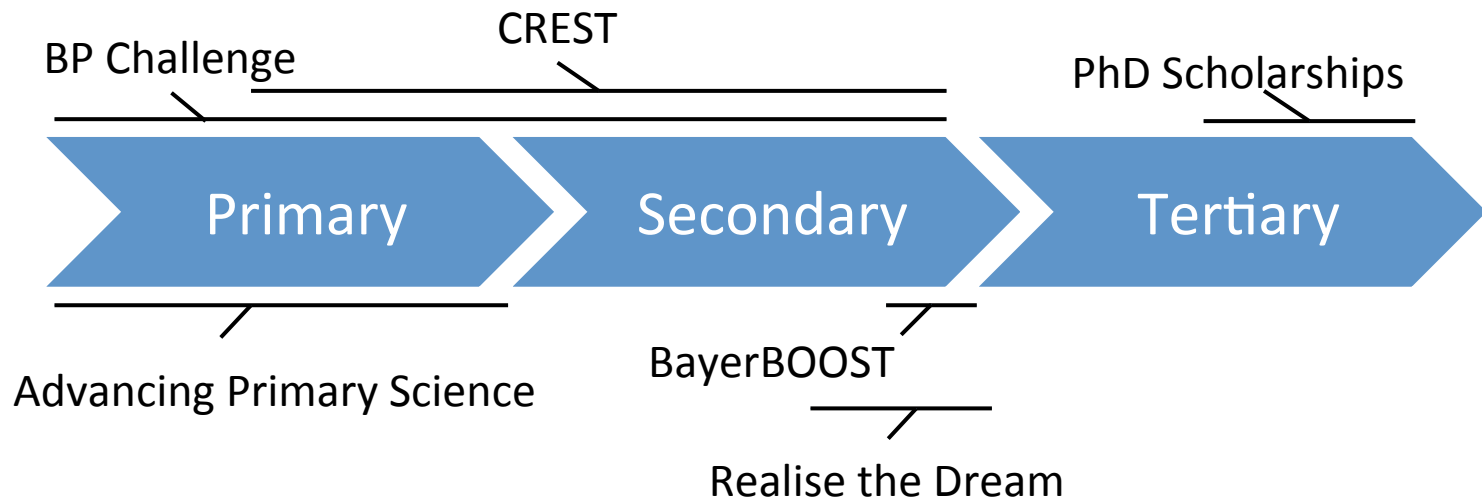 CREST
BP Challenge
PhD Scholarships
Primary
Secondary
Tertiary
BayerBOOST
Advancing Primary Science
Realise the Dream